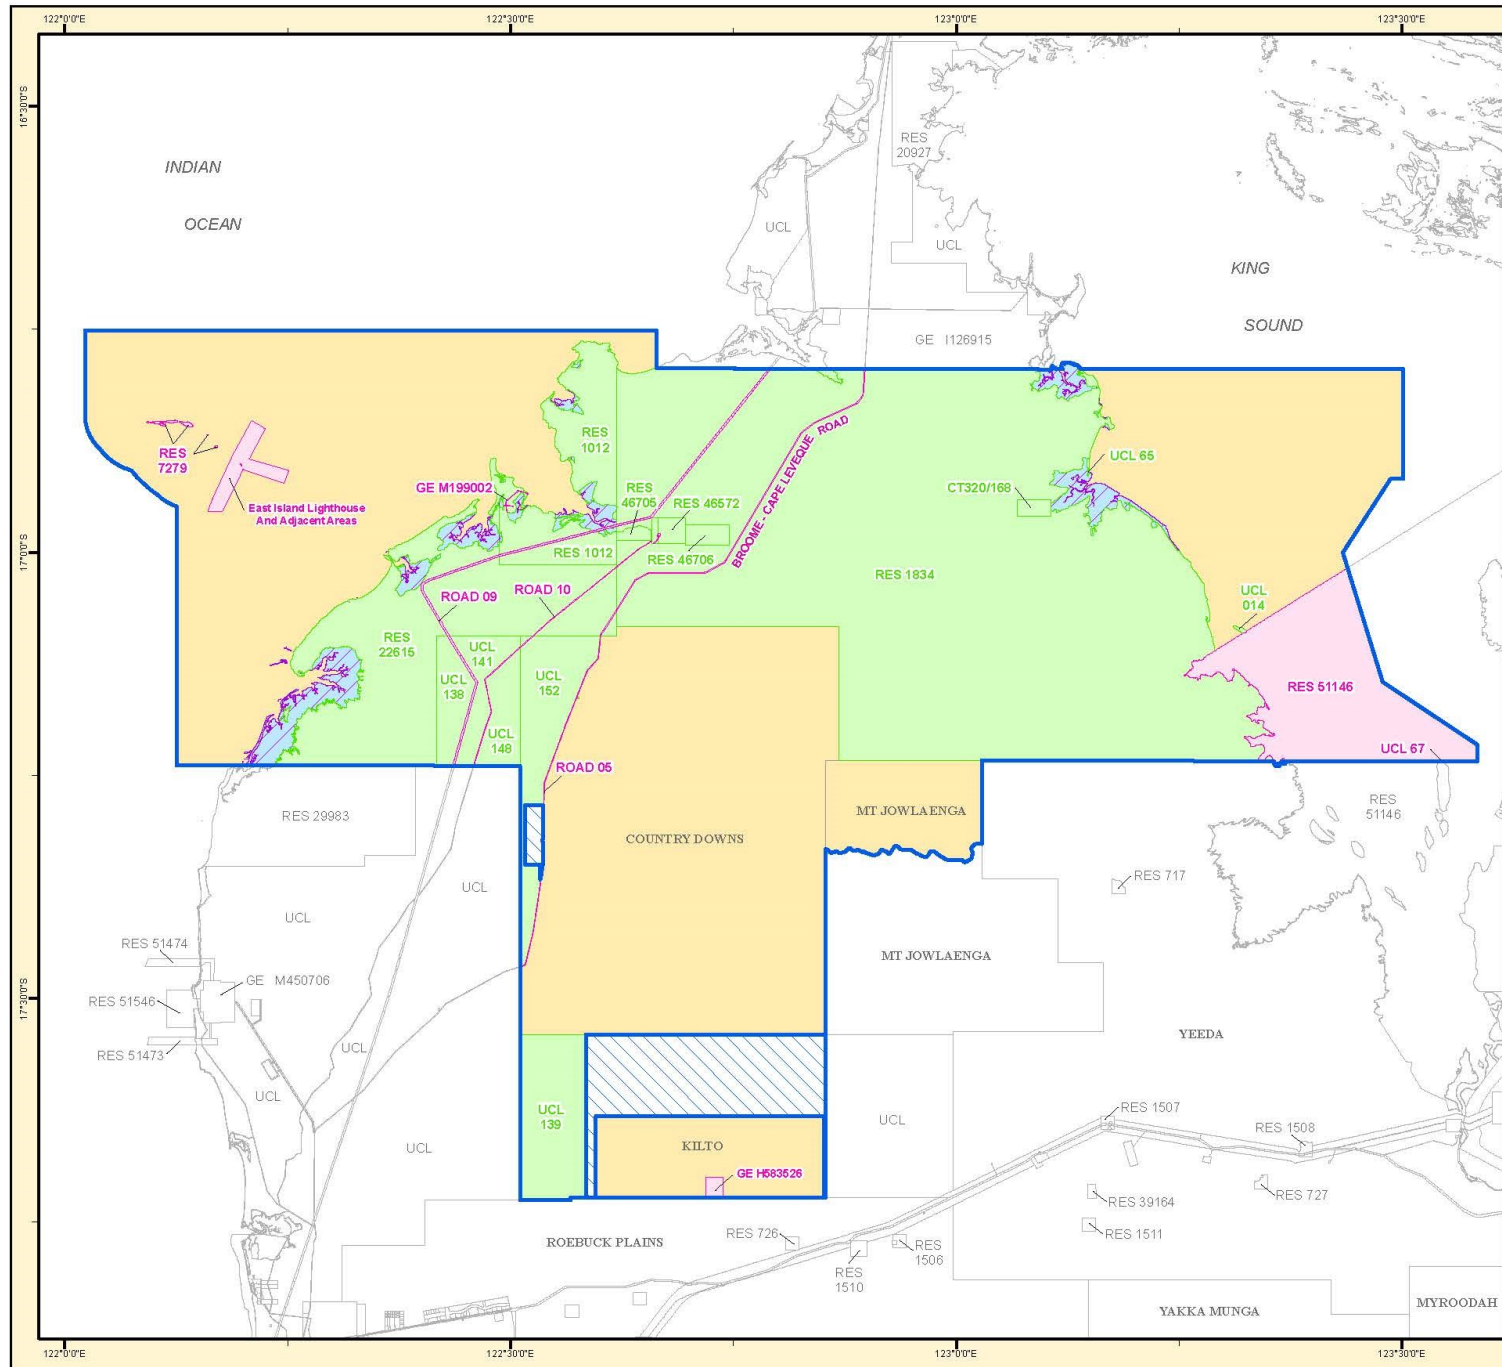 122°0'0"E
122°30'0"E
123°0'0"E
123°30'0"E
16°30'0"S
17°0'0"S
17°30'0"S
INDIAN
OCEAN
RES
20927
UCL
UCL
KING
SOUND
GE I126915
RES
7279
East Island Lighthouse
And Adjacent Areas
GE M199002
RES
1012
RES
46705
RES 46572
RES 46706
RES 1012
BROOME - CAPE LEVEQUE ROAD
UCL 65
CT320/168
RES 1834
UCL
014
ROAD 09
ROAD 10
RES
22615
UCL
141
UCL
138
UCL
152
UCL
148
RES 51146
UCL 67
ROAD 05
RES 29983
COUNTRY DOWNS
MT JOWLAENGA
RES
51146
RES 717
UCL
UCL
RES 51474
GE M450706
RES 51546
RES 51473
UCL
UCL
MT JOWLAENGA
YEEDA
UCL
139
UCL
UCL
KILTO
GE H583526
RES 1507
RES 1508
RES 39164
RES 727
RES 1511
RES 726
RES
1506
RES
1510
ROEBUCK PLAINS
YAKKA MUNGA
MYROODAH
122°0'0"E
122°30'0"E
123°0'0"E
123°30'0"E